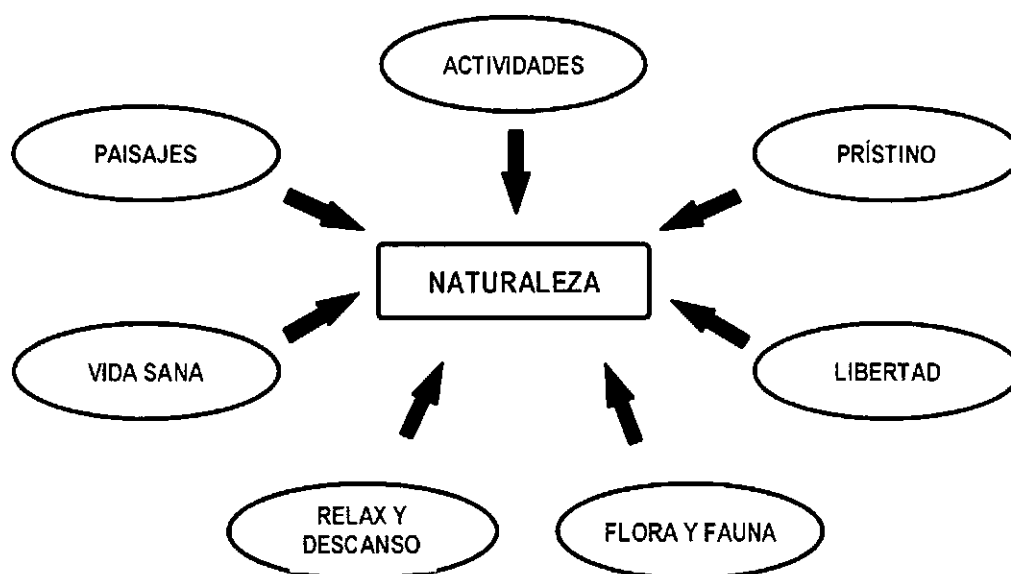 ACTIVIDADES
PAISAJES
PRÍSTINO
NATURALEZA
VIDA SANA
LIBERTAD
RELAX Y
DESCANSO
FLORA Y FAUNA